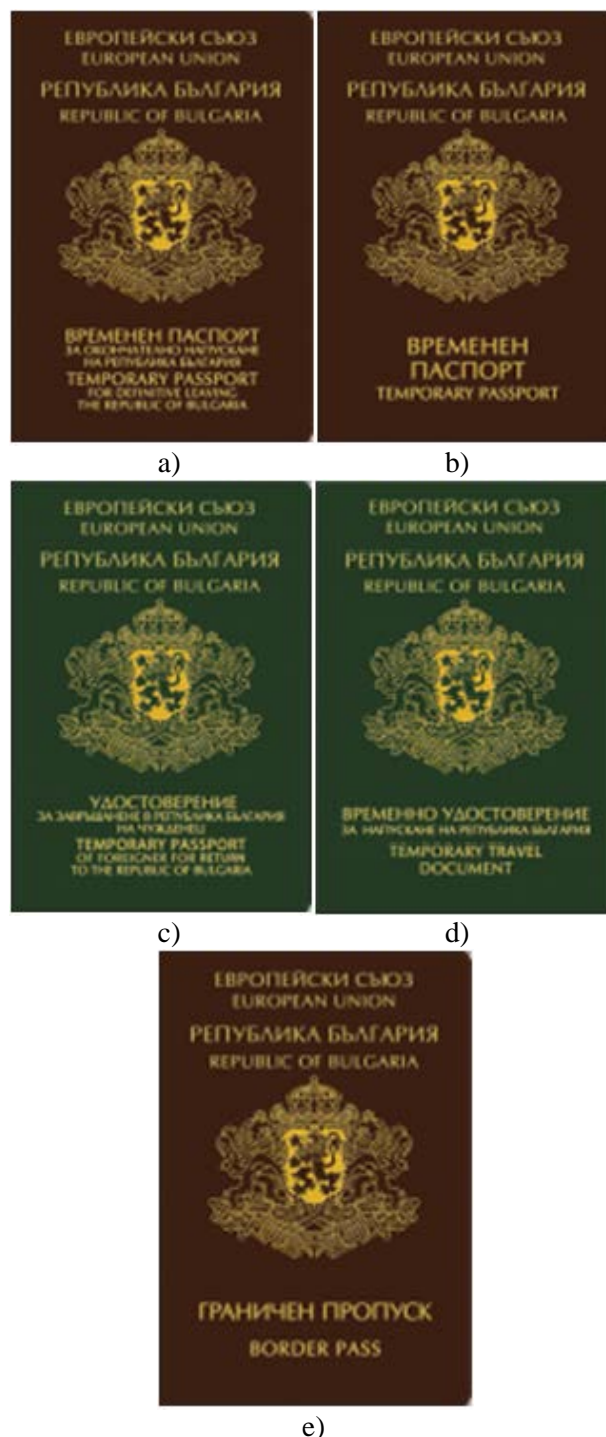 ЕВРОПЕЙСКИ СЪЮЗ
EUROPEAN UNION
РЕПУБЛИКА БЪЛГАРИЯ
REPUBLIC OF BULGARIA
ВРЕМЕНЕН ПАСПОРТ
ЗА ОКОНЧАТЕЛНО НАПУСКАНЕ
НА РЕПУБЛИКА БЪЛГАРИЯ
TEMPORARY PASSPORT
FOR DEFINITIVE LEAVING
THE REPUBLIC OF BULGARIA
a)
ЕВРОПЕЙСКИ СЪЮЗ
EUROPEAN UNION
РЕПУБЛИКА БЪЛГАРИЯ
REPUBLIC OF BULGARIA
ВРЕМЕНЕН
ПАСПОРТ
TEMPORARY PASSPORT
b)
ЕВРОПЕЙСКИ СЪЮЗ
EUROPEAN UNION
РЕПУБЛИКА БЪЛГАРИЯ
REPUBLIC OF BULGARIA
УДОСТОВЕРЕНИЕ
ЗА ЗАВРЪЩАНЕ В РЕПУБЛИКА БЪЛГАРИЯ
НА ЧУЖДЕНЕЦ
TEMPORARY PASSPORT
OF FOREIGNER FOR RETURN
TO THE REPUBLIC OF BULGARIA
c)
ЕВРОПЕЙСКИ СЪЮЗ
EUROPEAN UNION
РЕПУБЛИКА БЪЛГАРИЯ
REPUBLIC OF BULGARIA
ВРЕМЕННО УДОСТОВЕРЕНИЕ
ЗА НАПУСКАНЕ НА РЕПУБЛИКА БЪЛГАРИЯ
TEMPORARY TRAVEL
DOCUMENT
d)
ЕВРОПЕЙСКИ СЪЮЗ
EUROPEAN UNION
РЕПУБЛИКА БЪЛГАРИЯ
REPUBLIC OF BULGARIA
ГРАНИЧЕН ПРОПУСК
BORDER PASS
e)